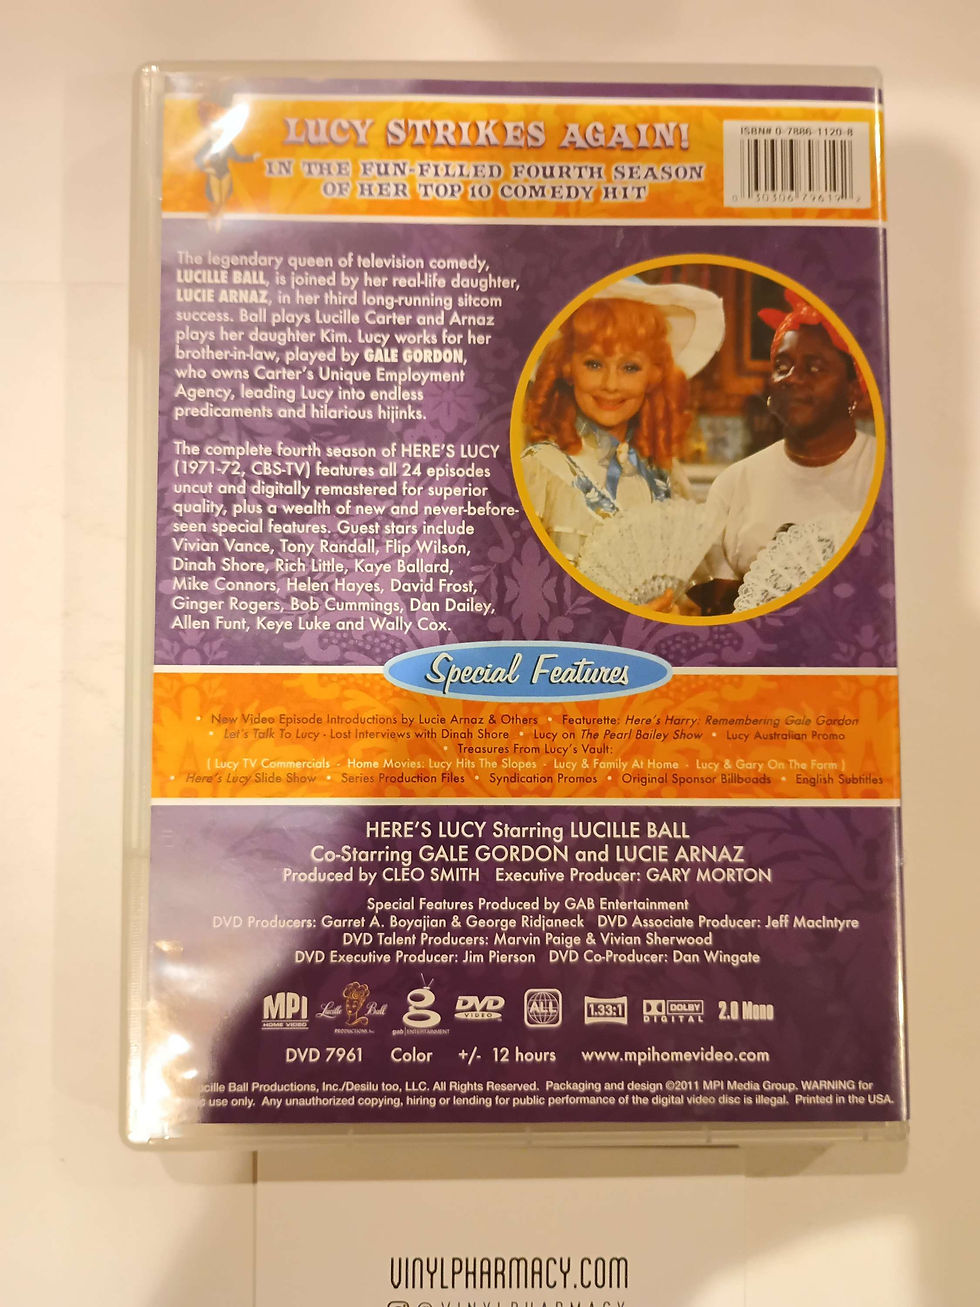 LUCY STRIKES AGAIN!
IN THE FUN-FILLED FOURTH SEASON
OF HER TOP 10 COMEDY HIT
ISBN# 0-7886-1120-8
0 30306 79619 2
The legendary queen of television comedy,
LUCILLE BALL, is joined by her real-life daughter,
LUCIE ARNAZ, in her third long-running sitcom
success. Ball plays Lucille Carter and Arnaz
plays her daughter Kim. Lucy works for her
brother-in-law, played by GALE GORDON,
who owns Carter's Unique Employment
Agency, leading Lucy into endless
predicaments and hilarious hijinks.
The complete fourth season of HERE'S LUCY
(1971-72, CBS-TV) features all 24 episodes
uncut and digitally remastered for superior
quality, plus a wealth of new and never-before-
seen special features. Guest stars include
Vivian Vance, Tony Randall, Flip Wilson,
Dinah Shore, Rich Little, Kaye Ballard,
Mike Connors, Helen Hayes, David Frost,
Ginger Rogers, Bob Cummings, Dan Dailey,
Allen Funt, Keye Luke and Wally Cox.
Special Features
• New Video Episode Introductions by Lucie Arnaz & Others • Featurette: Here's Harry: Remembering Gale Gordon
• Let's Talk To Lucy - Lost Interviews with Dinah Shore • Lucy on The Pearl Bailey Show • Lucy Australian Promo
• Treasures From Lucy's Vault:
( Lucy TV Commercials - Home Movies: Lucy Hits The Slopes - Lucy & Family At Home - Lucy & Gary On The Farm )
• Here's Lucy Slide Show • Series Production Files • Syndication Promos • Original Sponsor Billboads • English Subtitles
HERE'S LUCY Starring LUCILLE BALL
Co-Starring GALE GORDON and LUCIE ARNAZ
Produced by CLEO SMITH Executive Producer: GARY MORTON
Special Features Produced by GAB Entertainment
DVD Producers: Garret A. Boyajian & George Ridjaneck DVD Associate Producer: Jeff MacIntyre
DVD Talent Producers: Marvin Paige & Vivian Sherwood
DVD Executive Producer: Jim Pierson DVD Co-Producer: Dan Wingate
MPI HOME VIDEO Lucille Ball PRODUCTIONS, Inc. g gab ENTERTAINMENT DVD VIDEO ALL 1.33:1 DOLBY DIGITAL 2.0 Mono
DVD 7961 Color +/- 12 hours www.mpihomevideo.com
Ball Productions, Inc./Desilu too, LLC. All Rights Reserved. Packaging and design ©2011 MPI Media Group. WARNING for
use only. Any unauthorized copying, hiring or lending for public performance of the digital video disc is illegal. Printed in the USA.
VINYLPHARMACY.COM